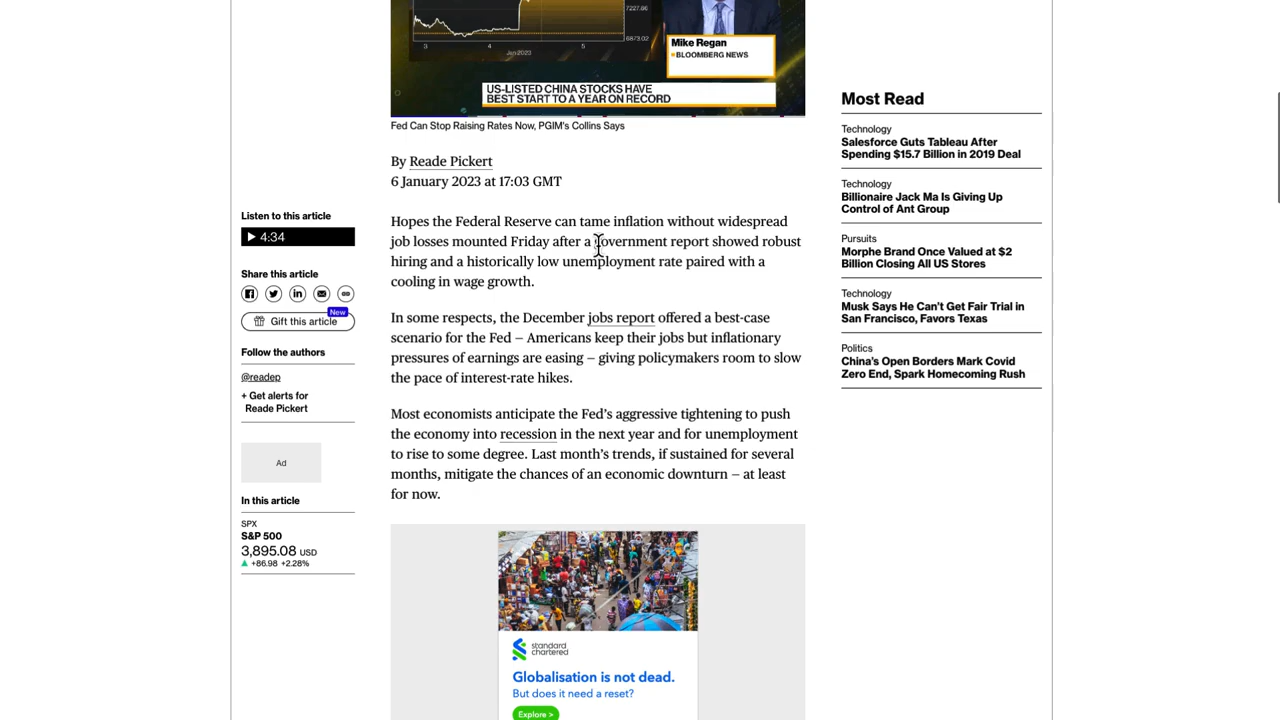 7227.86
6873.02
3 4 5
Jan 2023
Mike Regan
BLOOMBERG NEWS
US-LISTED CHINA STOCKS HAVE
BEST START TO A YEAR ON RECORD
Fed Can Stop Raising Rates Now, PGIM's Collins Says
By Reade Pickert
6 January 2023 at 17:03 GMT
Listen to this article
4:34
Share this article
New
Gift this article
Follow the authors
@readep
+ Get alerts for
Reade Pickert
Ad
In this article
SPX
S&P 500
3,895.08 USD
▲ +86.98 +2.28%
Hopes the Federal Reserve can tame inflation without widespread
job losses mounted Friday after a government report showed robust
hiring and a historically low unemployment rate paired with a
cooling in wage growth.
In some respects, the December jobs report offered a best-case
scenario for the Fed — Americans keep their jobs but inflationary
pressures of earnings are easing — giving policymakers room to slow
the pace of interest-rate hikes.
Most economists anticipate the Fed’s aggressive tightening to push
the economy into recession in the next year and for unemployment
to rise to some degree. Last month’s trends, if sustained for several
months, mitigate the chances of an economic downturn — at least
for now.
standard
chartered
Globalisation is not dead.
But does it need a reset?
Explore >
Most Read
Technology
Salesforce Guts Tableau After
Spending $15.7 Billion in 2019 Deal
Technology
Billionaire Jack Ma Is Giving Up
Control of Ant Group
Pursuits
Morphe Brand Once Valued at $2
Billion Closing All US Stores
Technology
Musk Says He Can’t Get Fair Trial in
San Francisco, Favors Texas
Politics
China’s Open Borders Mark Covid
Zero End, Spark Homecoming Rush